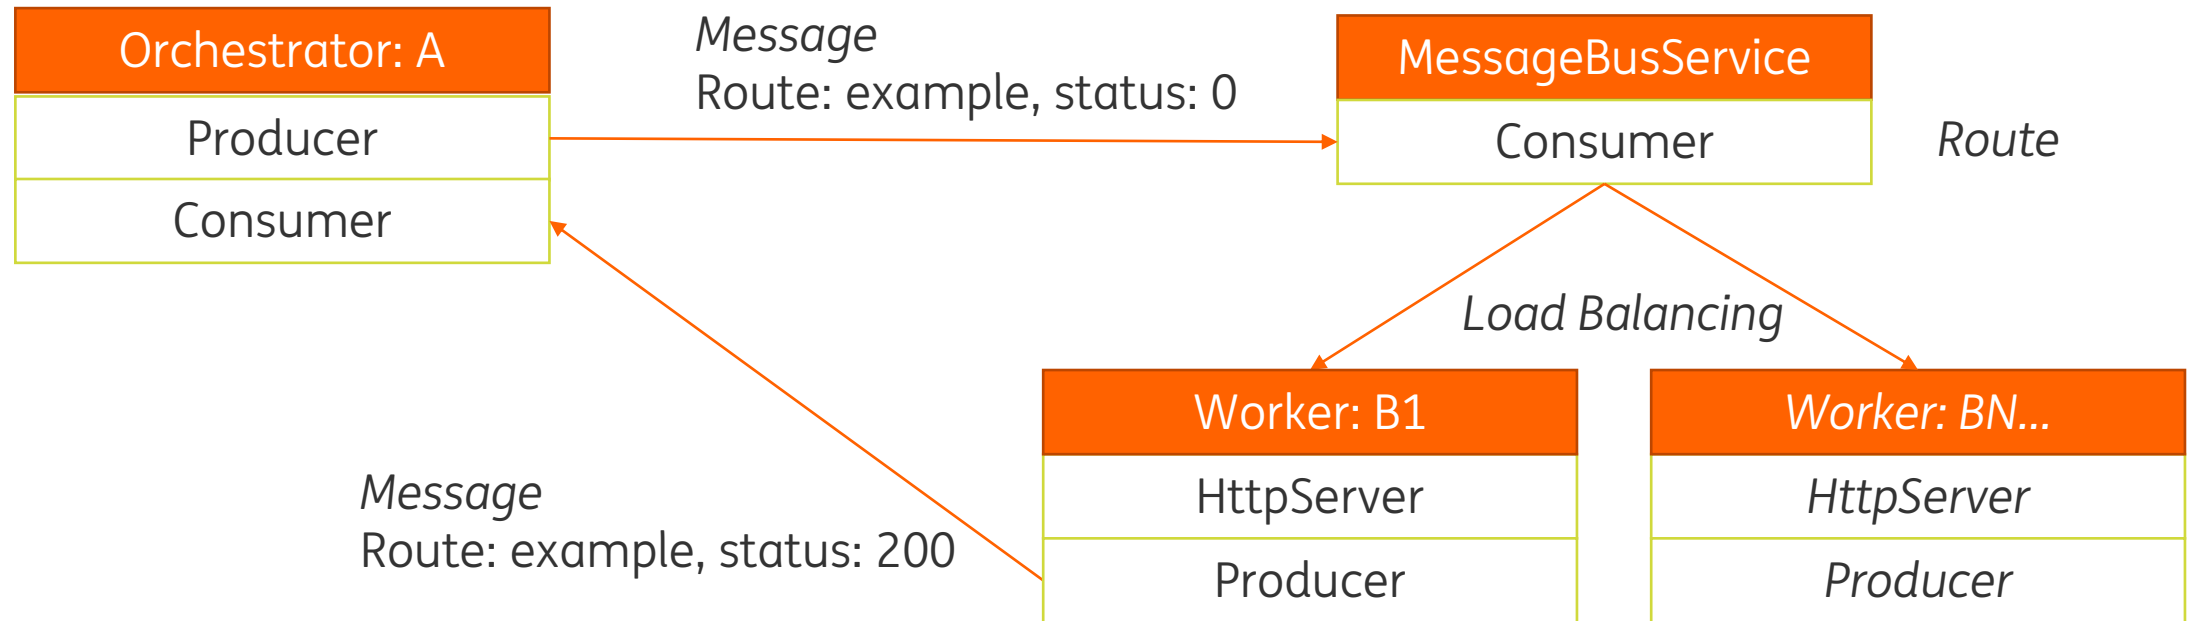 Orchestrator: A
Producer
Consumer
Message
Route: example, status: 0
MessageBusService
Consumer
Route
Load Balancing
Message
Route: example, status: 200
Worker: B1
HttpServer
Producer
Worker: BN...
HttpServer
Producer